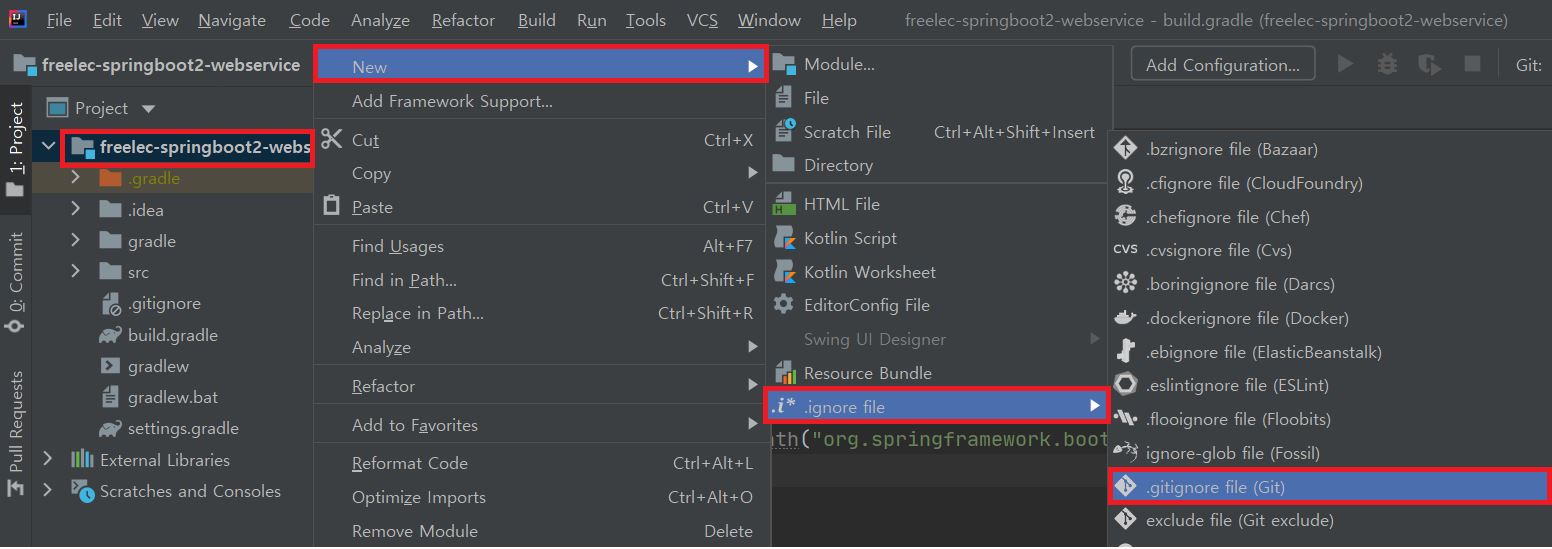 File Edit View Navigate Code Analyze Refactor Build Run Tools VCS Window Help freelec-springboot2-webservice - build.gradle (freelec-springboot2-webservice)
freelec-springboot2-webservice
Add Configuration...
Git:
1: Project
0: Commit
Pull Requests
Project
freelec-springboot2-webs
.gradle
.idea
gradle
src
.gitignore
build.gradle
gradlew
gradlew.bat
settings.gradle
External Libraries
Scratches and Consoles
New
Add Framework Support...
Cut Ctrl+X
Copy
Paste Ctrl+V
Find Usages Alt+F7
Find in Path... Ctrl+Shift+F
Replace in Path... Ctrl+Shift+R
Analyze
Refactor
Add to Favorites
Reformat Code Ctrl+Alt+L
Optimize Imports Ctrl+Alt+O
Remove Module Delete
Module...
File
Scratch File Ctrl+Alt+Shift+Insert
Directory
HTML File
Kotlin Script
Kotlin Worksheet
EditorConfig File
Swing UI Designer
Resource Bundle
.i* .ignore file
ath("org.springframework.boot
.bzrignore file (Bazaar)
.cfignore file (CloudFoundry)
.chefignore file (Chef)
CVS .cvsignore file (Cvs)
.boringignore file (Darcs)
.dockerignore file (Docker)
.ebignore file (ElasticBeanstalk)
.eslintignore file (ESLint)
.flooignore file (Floobits)
ignore-glob file (Fossil)
.gitignore file (Git)
exclude file (Git exclude)